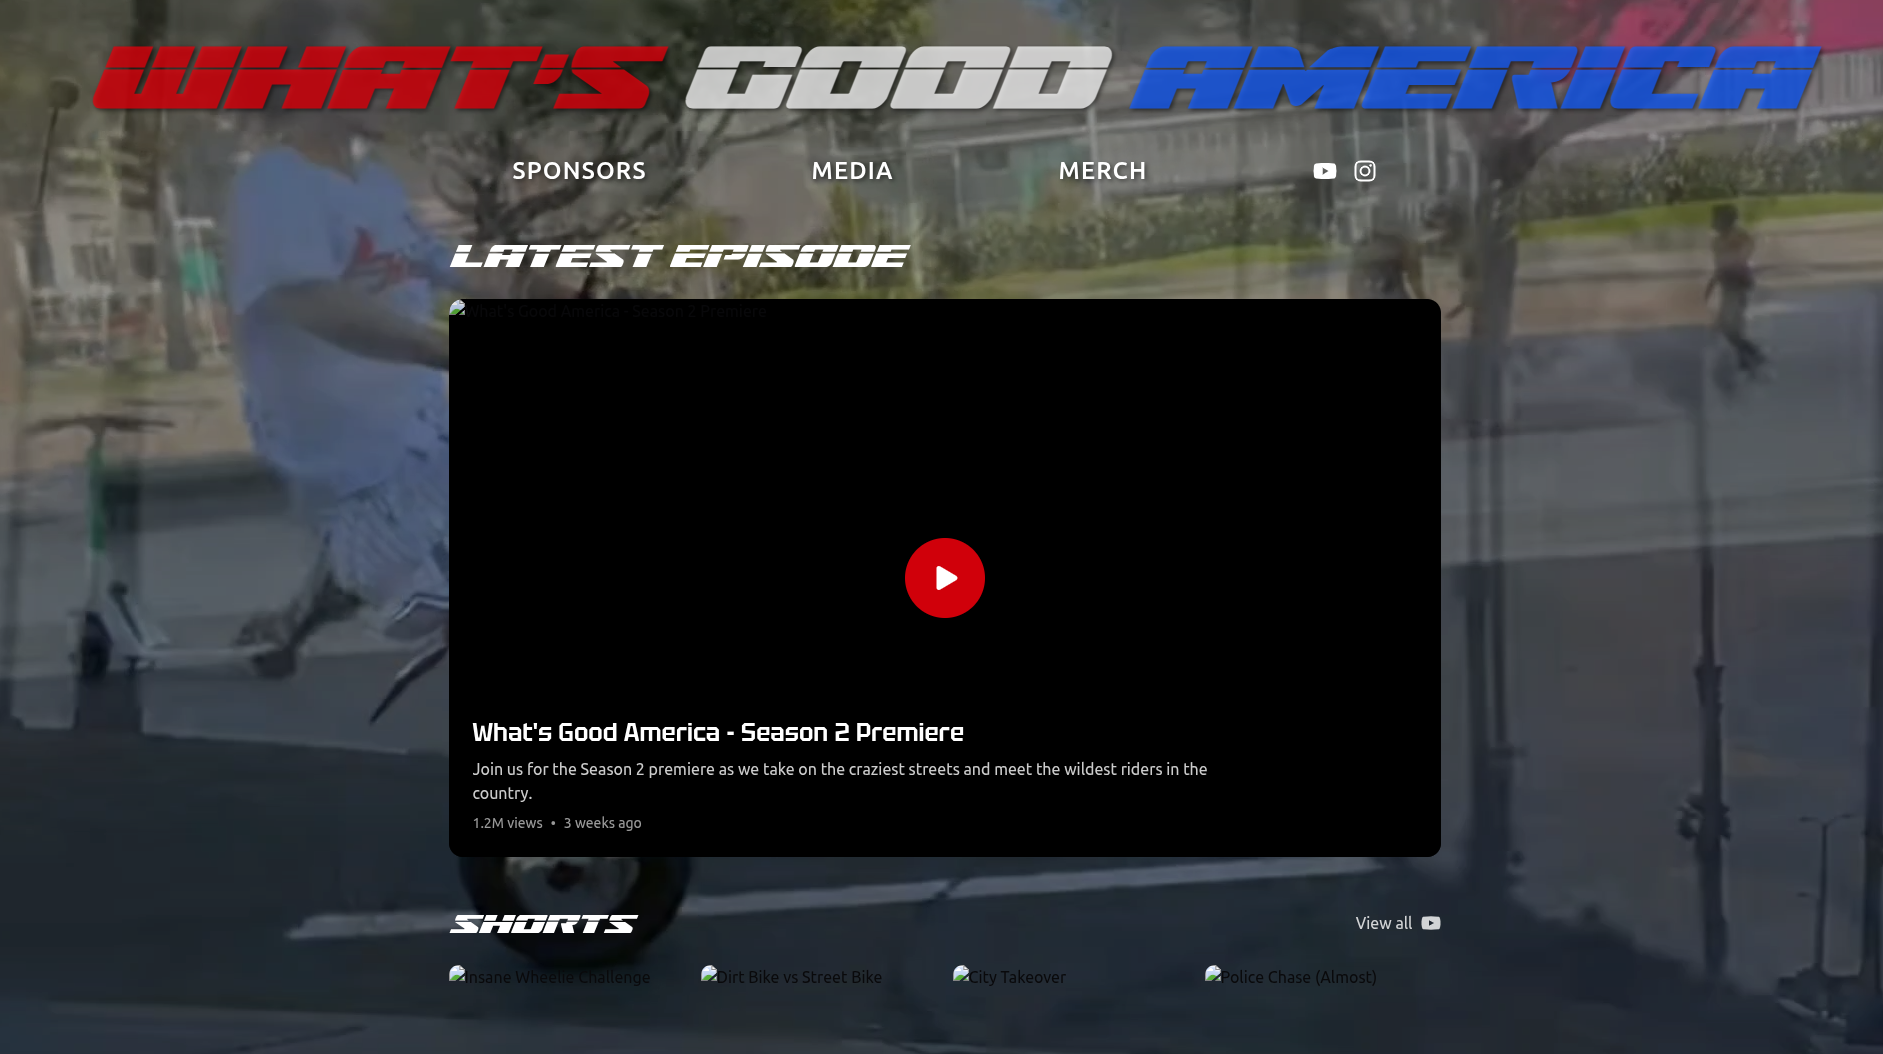 WHAT'S GOOD AMERICA
SPONSORS MEDIA MERCH
LATEST EPISODE
What's Good America - Season 2 Premiere
What's Good America - Season 2 Premiere
Join us for the Season 2 premiere as we take on the craziest streets and meet the wildest riders in the
country.
1.2M views • 3 weeks ago
SHORTS
View all
Insane Wheelie Challenge
Dirt Bike vs Street Bike
City Takeover
Police Chase (Almost)